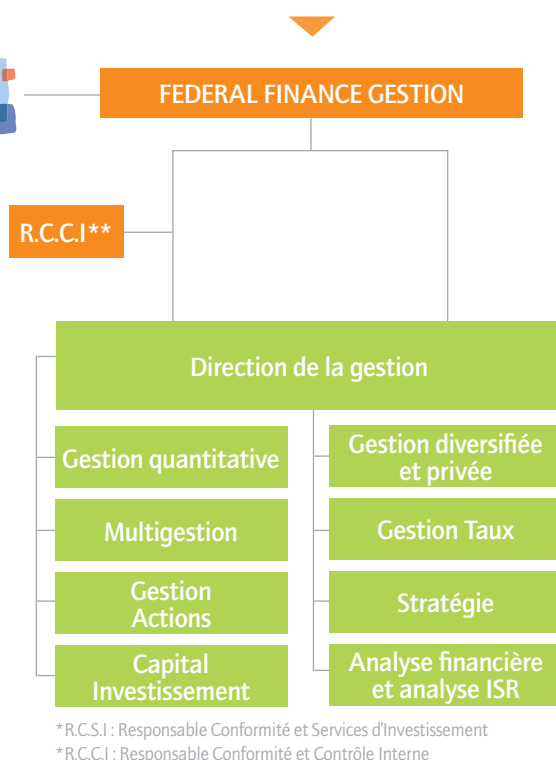 FEDERAL FINANCE GESTION
R.C.C.I**
Direction de la gestion
Gestion quantitative
Gestion diversifiée
et privée
Multigestion
Gestion Taux
Gestion
Actions
Stratégie
Capital
Investissement
Analyse financière
et analyse ISR
*R.C.S.I : Responsable Conformité et Services d'Investissement
*R.C.C.I : Responsable Conformité et Contrôle Interne